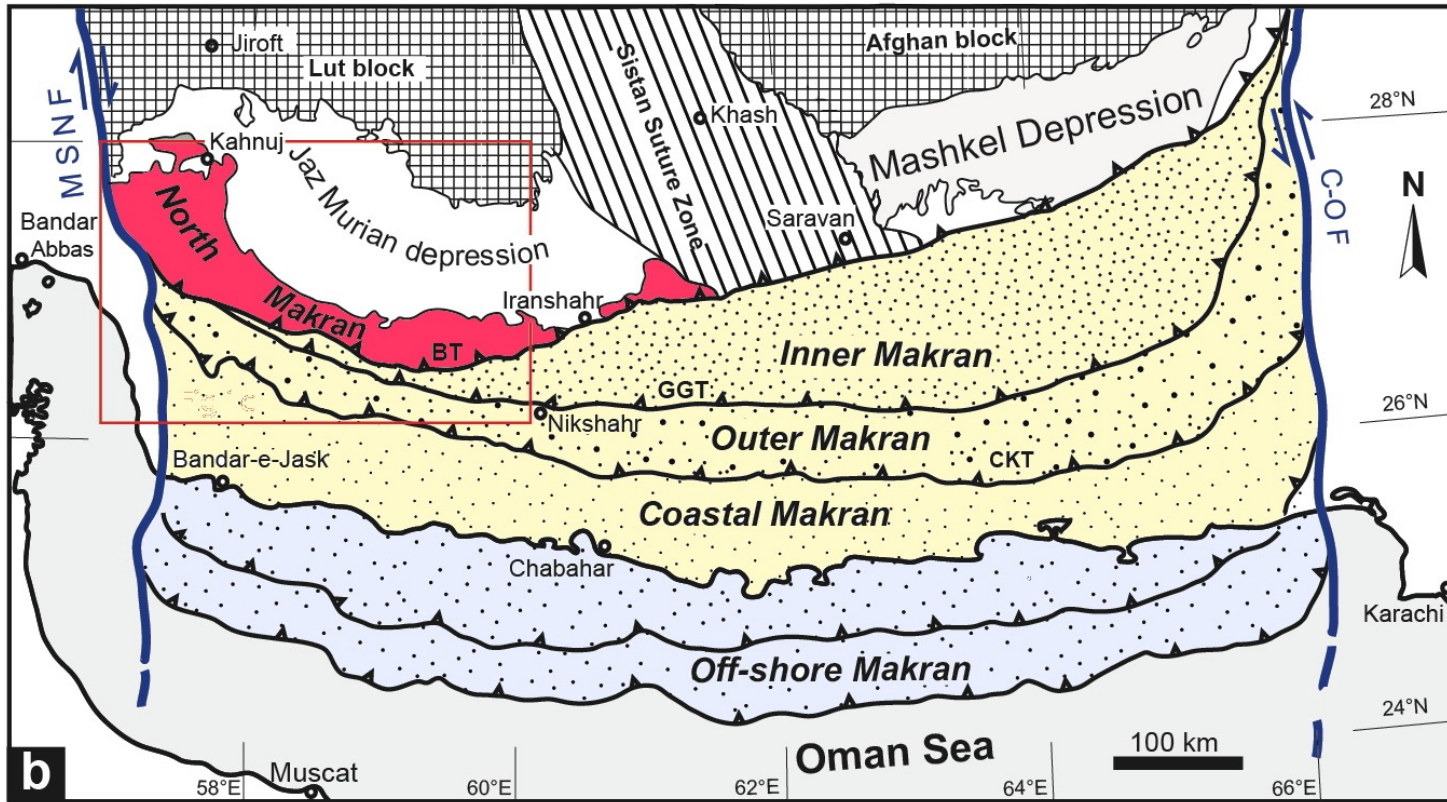 Jiroft
Lut block
Afghan block
Sistan Suture Zone
Khash
Mashkel Depression
28°N
MSNF
Kahnuj
Jaz Murian depression
Saravan
C-OF
N
Bandar
Abbas
North
Makran
Iranshahr
BT
Inner Makran
GGT
Nikshahr
26°N
Outer Makran
CKT
Bandar-e-Jask
Coastal Makran
Chabahar
Karachi
Off-shore Makran
24°N
Oman Sea
100 km
b
Muscat
58°E
60°E
62°E
64°E
66°E